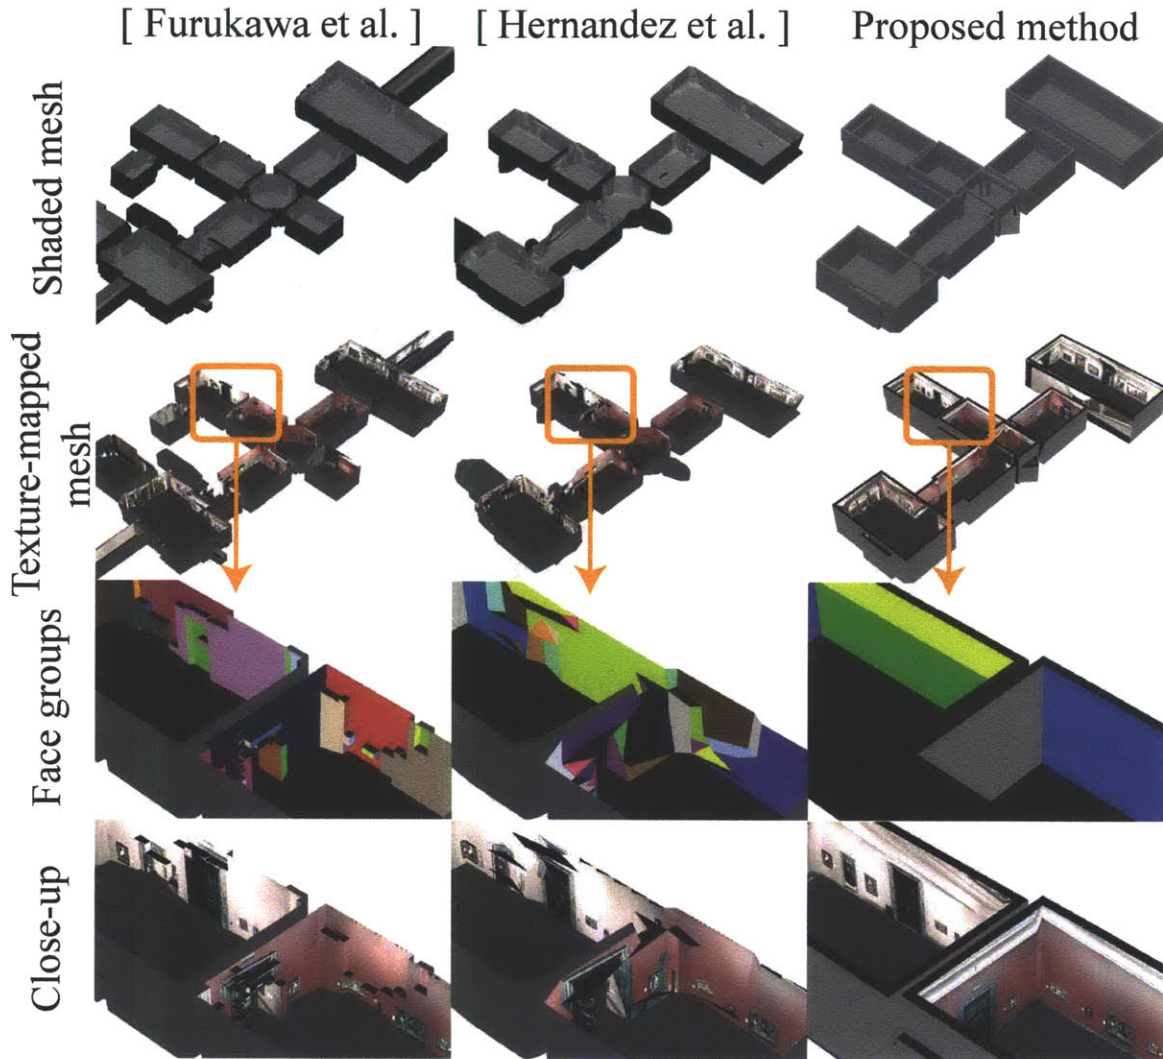 [ Furukawa et al. ] [ Hernandez et al. ] Proposed method
Shaded mesh
Texture-mapped
mesh
Face groups
Close-up